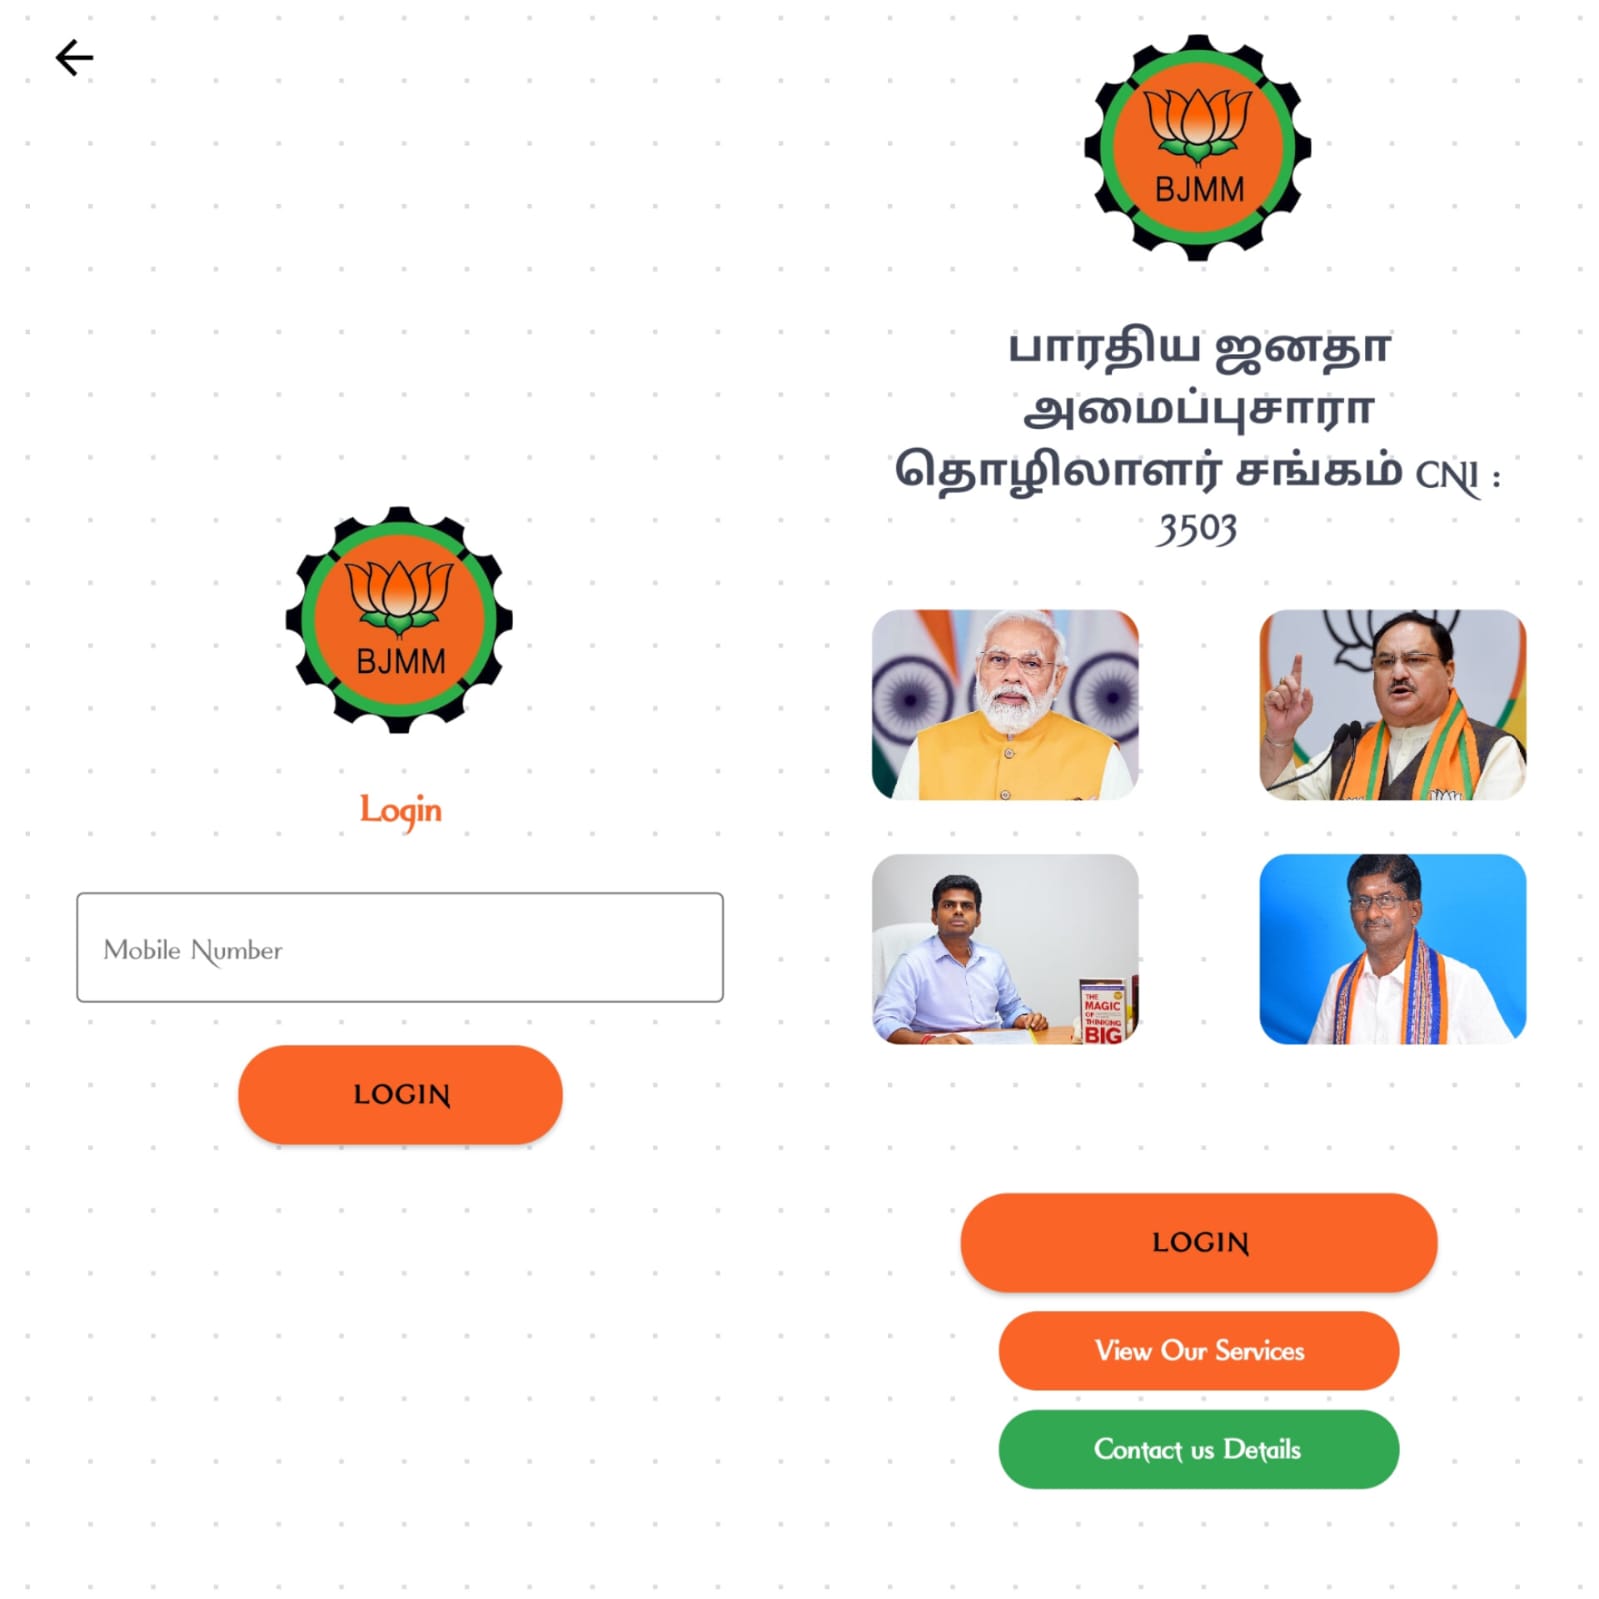 BJMM
Login
Mobile Number
LOGIN
BJMM
பாரதிய ஜனதா
அமைப்புசாரா
தொழிலாளர் சங்கம் CNI :
3503
THE
MAGIC
OF
THINKING
BIG
LOGIN
View Our Services
Contact us Details